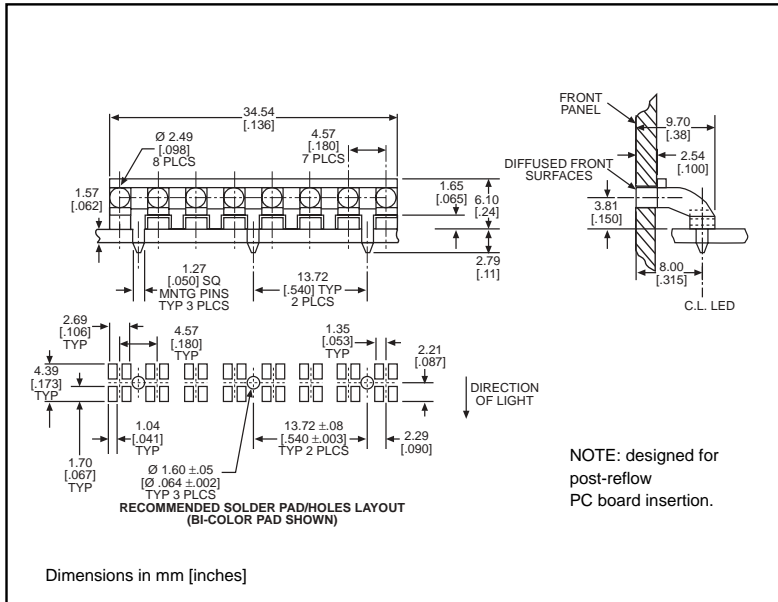 34.54
[.136]
Ø 2.49
[.098]
8 PLCS
4.57
[.180]
7 PLCS
1.57
[.062]
1.65
[.065]
6.10
[.24]
2.79
[.11]
1.27
[.050] SQ
MNTG PINS
TYP 3 PLCS
13.72
[.540] TYP
2 PLCS
FRONT
PANEL
9.70
[.38]
2.54
[.100]
DIFFUSED FRONT
SURFACES
3.81
[.150]
8.00
[.315]
C.L. LED
2.69
[.106]
TYP
4.57
[.180]
TYP
1.35
[.053]
TYP
2.21
[.087]
4.39
[.173]
TYP
DIRECTION
OF LIGHT
1.04
[.041]
TYP
13.72 ±.08
[.540 ±.003]
TYP 2 PLCS
2.29
[.090]
1.70
[.067]
TYP
Ø 1.60 ±.05
[Ø .064 ±.002]
TYP 3 PLCS
RECOMMENDED SOLDER PAD/HOLES LAYOUT
(BI-COLOR PAD SHOWN)
NOTE: designed for
post-reflow
PC board insertion.
Dimensions in mm [inches]